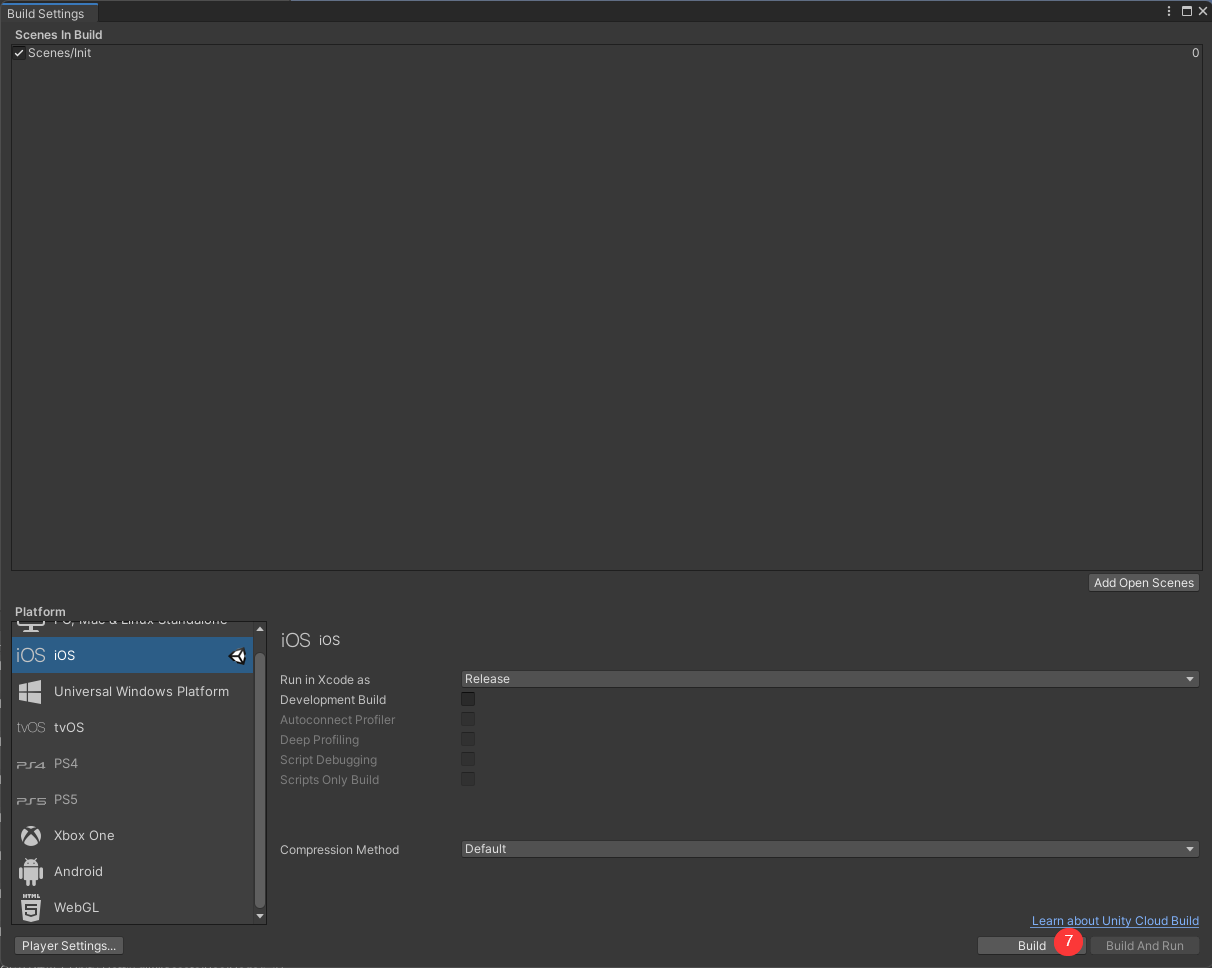 Build Settings
Scenes In Build
Scenes/Init 0
Add Open Scenes
Platform
PC, Mac & Linux Standalone
iOS iOS
Universal Windows Platform
tvOS tvOS
PS4 PS4
PS5 PS5
Xbox One
Android
HTML 5 WebGL
iOS iOS
Run in Xcode as Release
Development Build
Autoconnect Profiler
Deep Profiling
Script Debugging
Scripts Only Build
Compression Method Default
Learn about Unity Cloud Build
Player Settings... Build 7 Build And Run